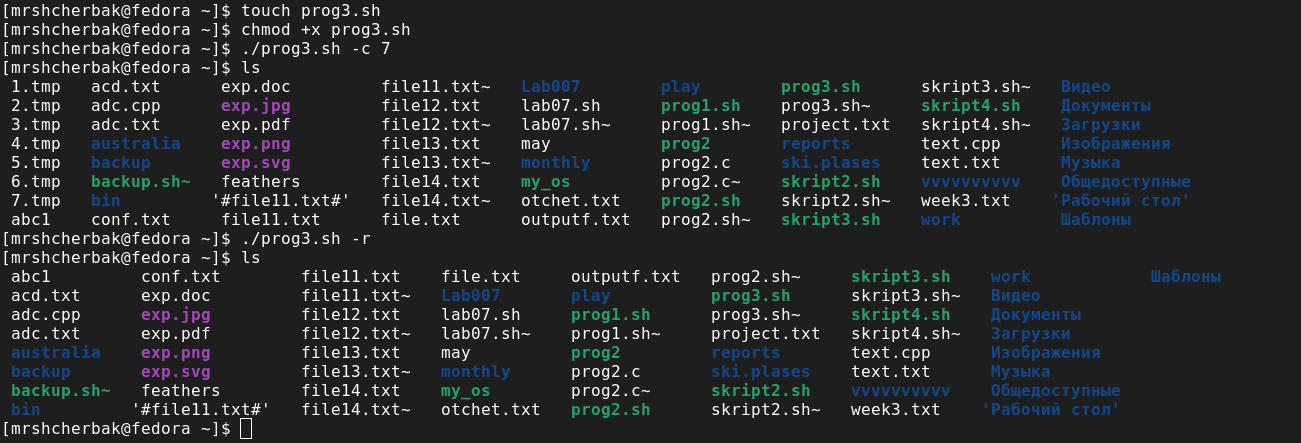 [mrshcherbak@fedora ~]$ touch prog3.sh
[mrshcherbak@fedora ~]$ chmod +x prog3.sh
[mrshcherbak@fedora ~]$ ./prog3.sh -c 7
[mrshcherbak@fedora ~]$ ls
1.tmp acd.txt exp.doc file11.txt~ Lab007 play prog3.sh skript3.sh~ Видео
2.tmp adc.cpp exp.jpg file12.txt lab07.sh prog1.sh prog3.sh~ skript4.sh Документы
3.tmp adc.txt exp.pdf file12.txt~ lab07.sh~ prog1.sh~ project.txt skript4.sh~ Загрузки
4.tmp australia exp.png file13.txt may prog2 reports text.cpp Изображения
5.tmp backup exp.svg file13.txt~ monthly prog2.c ski.plases text.txt Музыка
6.tmp backup.sh~ feathers file14.txt my_os prog2.c~ skript2.sh vvvvvvvvvv Общедоступные
7.tmp bin '#file11.txt#' file14.txt~ otchet.txt prog2.sh skript2.sh~ week3.txt 'Рабочий стол'
abc1 conf.txt file11.txt file.txt outputf.txt prog2.sh~ skript3.sh work Шаблоны
[mrshcherbak@fedora ~]$ ./prog3.sh -r
[mrshcherbak@fedora ~]$ ls
abc1 conf.txt file11.txt file.txt outputf.txt prog2.sh~ skript3.sh work Шаблоны
acd.txt exp.doc file11.txt~ Lab007 play prog3.sh skript3.sh~ Видео
adc.cpp exp.jpg file12.txt lab07.sh prog1.sh prog3.sh~ skript4.sh Документы
adc.txt exp.pdf file12.txt~ lab07.sh~ prog1.sh~ project.txt skript4.sh~ Загрузки
australia exp.png file13.txt may prog2 reports text.cpp Изображения
backup exp.svg file13.txt~ monthly prog2.c ski.plases text.txt Музыка
backup.sh~ feathers file14.txt my_os prog2.c~ skript2.sh vvvvvvvvvv Общедоступные
bin '#file11.txt#' file14.txt~ otchet.txt prog2.sh skript2.sh~ week3.txt 'Рабочий стол'
[mrshcherbak@fedora ~]$